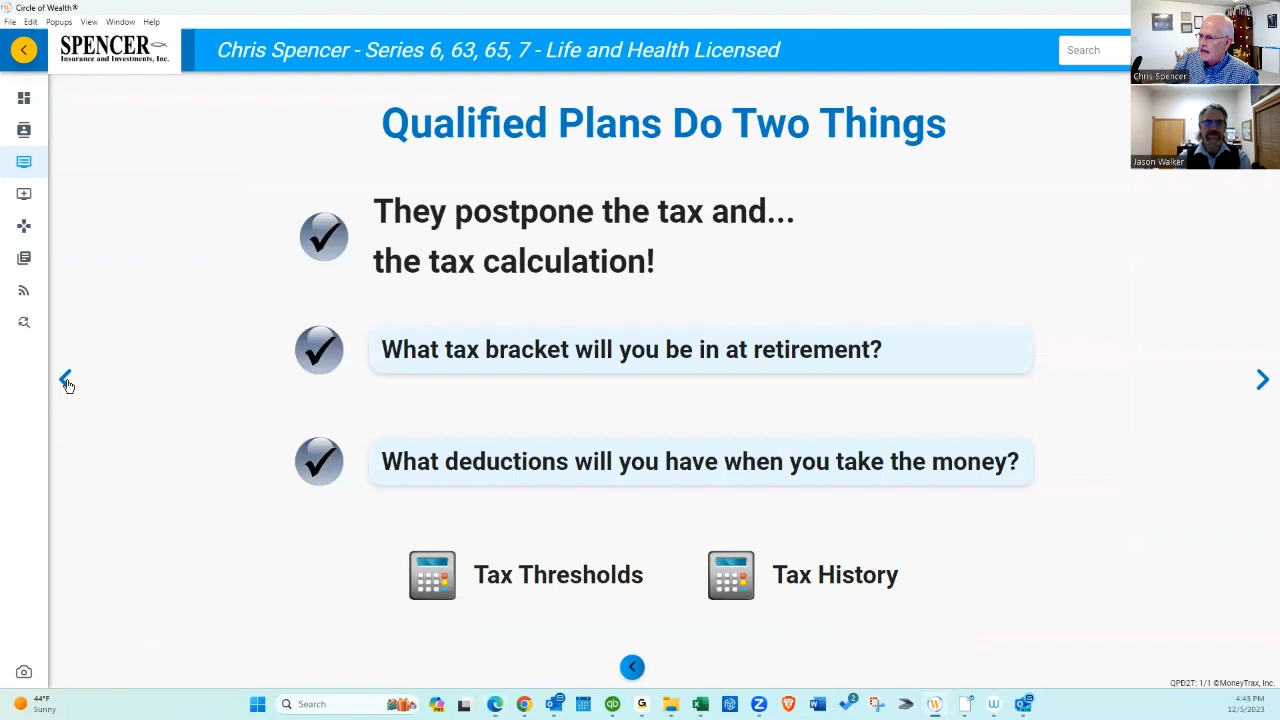 Circle of Wealth®
File Edit Popups View Window Help
SPENCER
Insurance and Investments, Inc.
Chris Spencer - Series 6, 63, 65, 7 - Life and Health Licensed
Search
Chris Spencer
Jason Walker
Qualified Plans Do Two Things
They postpone the tax and...
the tax calculation!
What tax bracket will you be in at retirement?
What deductions will you have when you take the money?
Tax Thresholds
Tax History
QPD2T: 1/1 ©MoneyTrax, Inc.
44°F
Sunny
Search
4:43 PM
12/5/2023